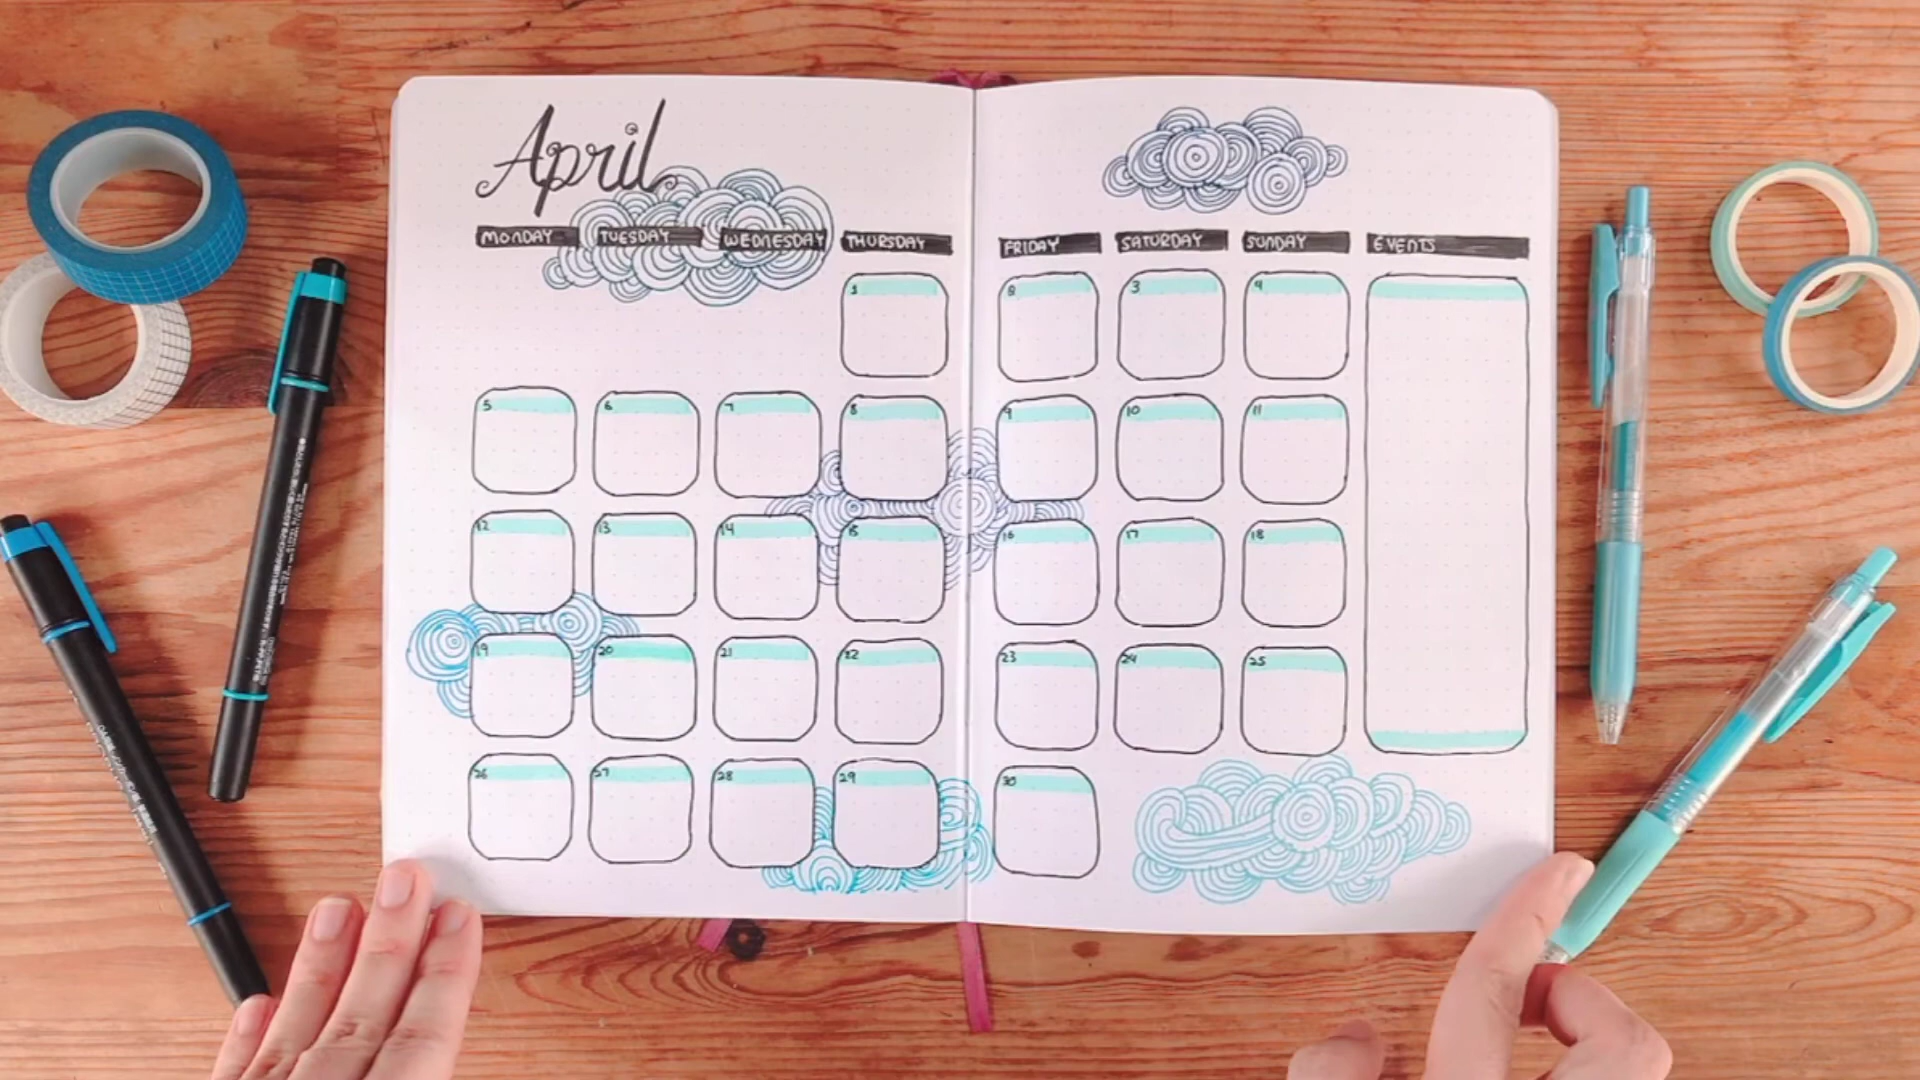 April
MONDAY TUESDAY WEDNESDAY THURSDAY FRIDAY SATURDAY SUNDAY EVENTS
1 2 3 4
5 6 7 8 9 10 11
12 13 14 15 16 17 18
19 20 21 22 23 24 25
26 27 28 29 30